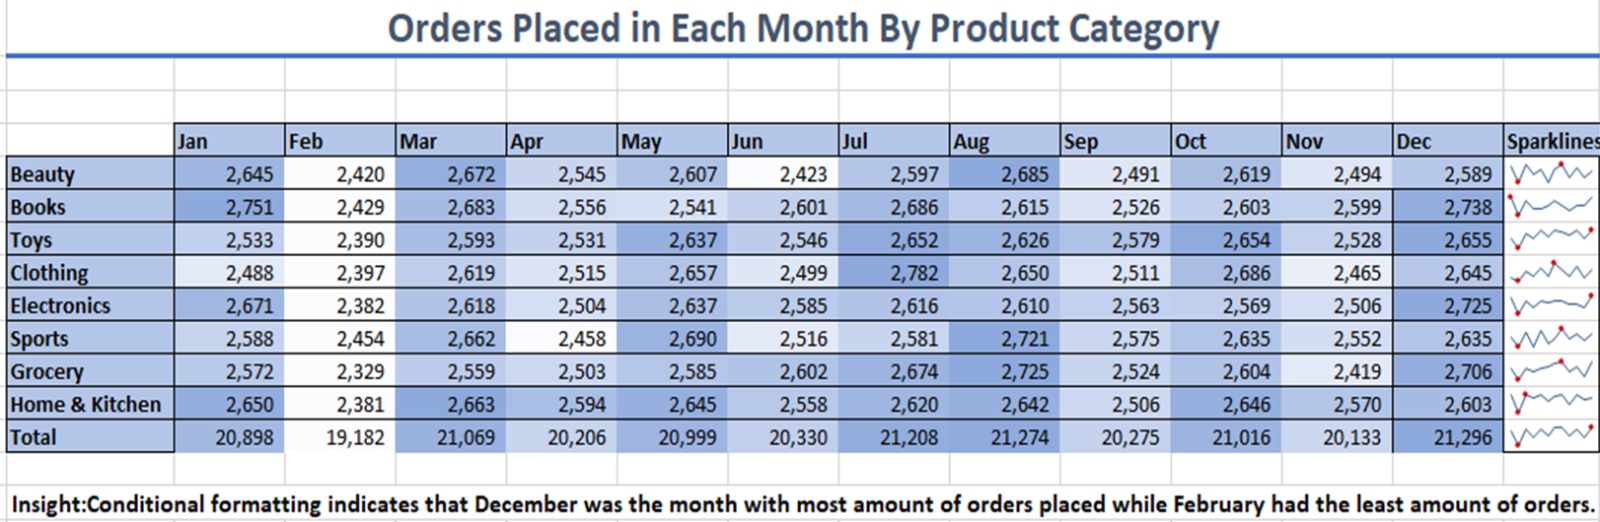 Orders Placed in Each Month By Product Category
Jan Feb Mar Apr May Jun Jul Aug Sep Oct Nov Dec Sparklines
Beauty 2,645 2,420 2,672 2,545 2,607 2,423 2,597 2,685 2,491 2,619 2,494 2,589
Books 2,751 2,429 2,683 2,556 2,541 2,601 2,686 2,615 2,526 2,603 2,599 2,738
Toys 2,533 2,390 2,593 2,531 2,637 2,546 2,652 2,626 2,579 2,654 2,528 2,655
Clothing 2,488 2,397 2,619 2,515 2,657 2,499 2,782 2,650 2,511 2,686 2,465 2,645
Electronics 2,671 2,382 2,618 2,504 2,637 2,585 2,616 2,610 2,563 2,569 2,506 2,725
Sports 2,588 2,454 2,662 2,458 2,690 2,516 2,581 2,721 2,575 2,635 2,552 2,635
Grocery 2,572 2,329 2,559 2,503 2,585 2,602 2,674 2,725 2,524 2,604 2,419 2,706
Home & Kitchen 2,650 2,381 2,663 2,594 2,645 2,558 2,620 2,642 2,506 2,646 2,570 2,603
Total 20,898 19,182 21,069 20,206 20,999 20,330 21,208 21,274 20,275 21,016 20,133 21,296
Insight:Conditional formatting indicates that December was the month with most amount of orders placed while February had the least amount of orders.